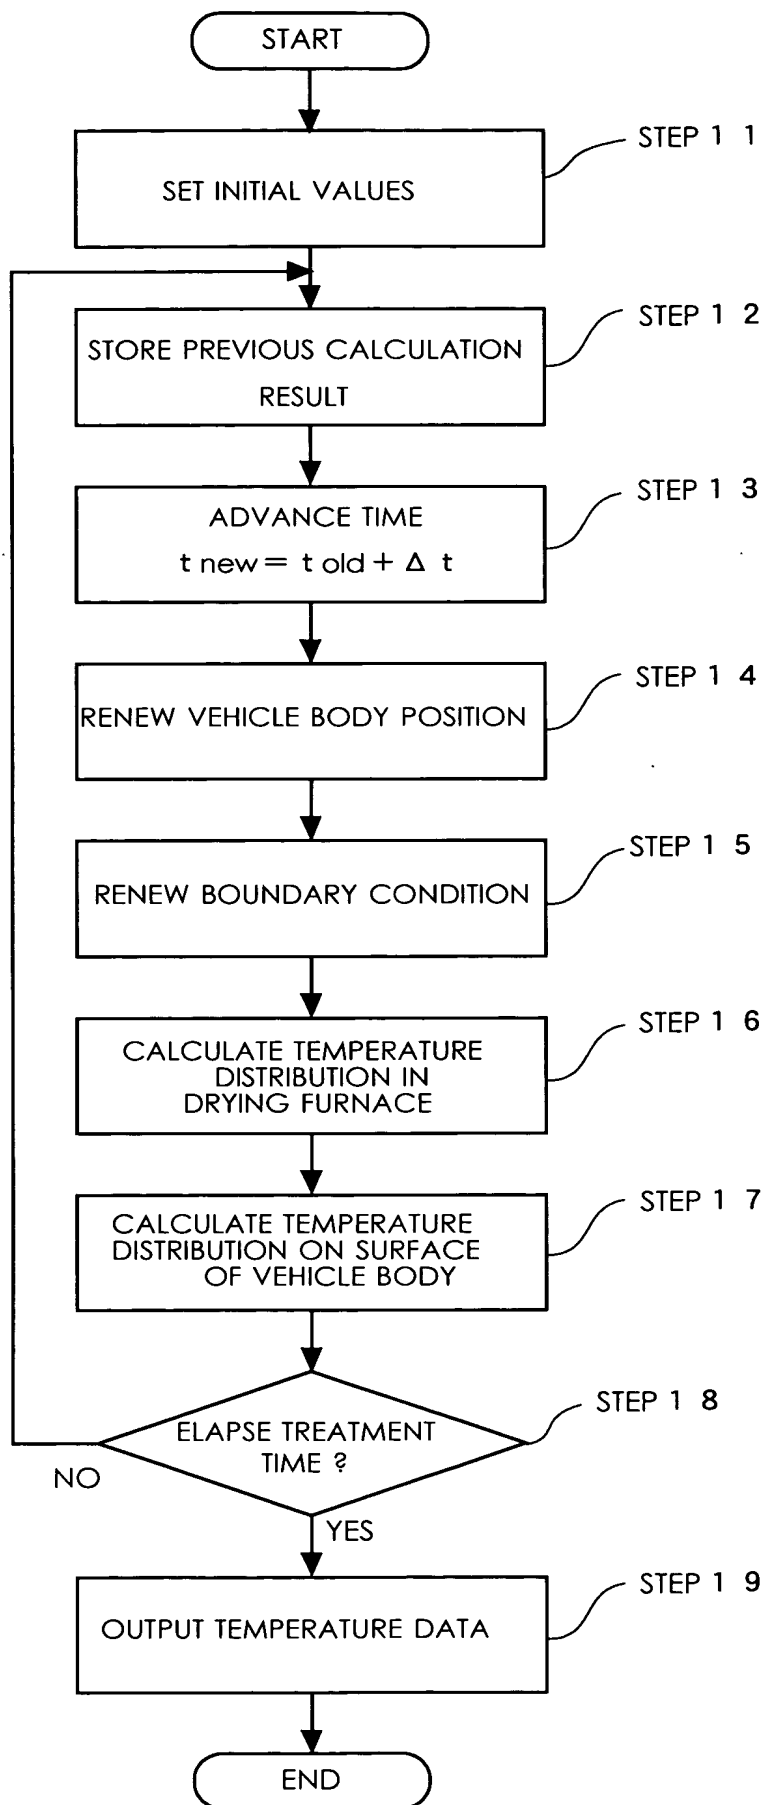 START
SET INITIAL VALUES
STEP 1 1
STORE PREVIOUS CALCULATION
RESULT
STEP 1 2
ADVANCE TIME
t new = t old + Δ t
STEP 1 3
RENEW VEHICLE BODY POSITION
STEP 1 4
RENEW BOUNDARY CONDITION
STEP 1 5
CALCULATE TEMPERATURE
DISTRIBUTION IN
DRYING FURNACE
STEP 1 6
CALCULATE TEMPERATURE
DISTRIBUTION ON SURFACE
OF VEHICLE BODY
STEP 1 7
ELAPSE TREATMENT
TIME ?
STEP 1 8
NO
YES
OUTPUT TEMPERATURE DATA
STEP 1 9
END